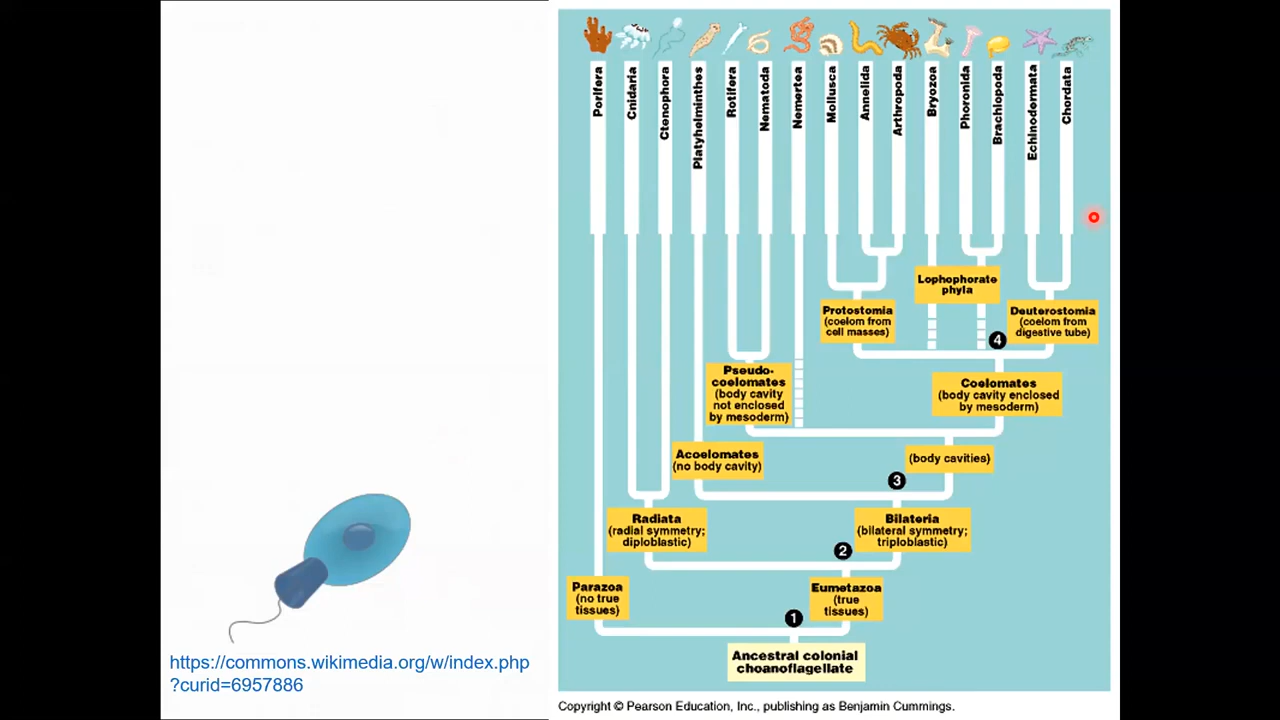 Porifera
Cnidaria
Ctenophora
Platyhelminthes
Rotifera
Nematoda
Nemertea
Mollusca
Annelida
Arthropoda
Bryozoa
Phoronida
Brachiopoda
Echinodermata
Chordata
Lophophorate
phyla
Protostomia
(coelom from
cell masses)
Deuterostomia
(coelom from
digestive tube)
4
Pseudo-
coelomates
(body cavity
not enclosed
by mesoderm)
Coelomates
(body cavity enclosed
by mesoderm)
Acoelomates
(no body cavity)
(body cavities)
3
Radiata
(radial symmetry;
diploblastic)
Bilateria
(bilateral symmetry;
triploblastic)
2
Parazoa
(no true
tissues)
Eumetazoa
(true
tissues)
1
Ancestral colonial
choanoflagellate
https://commons.wikimedia.org/w/index.php
?curid=6957886
Copyright © Pearson Education, Inc., publishing as Benjamin Cummings.